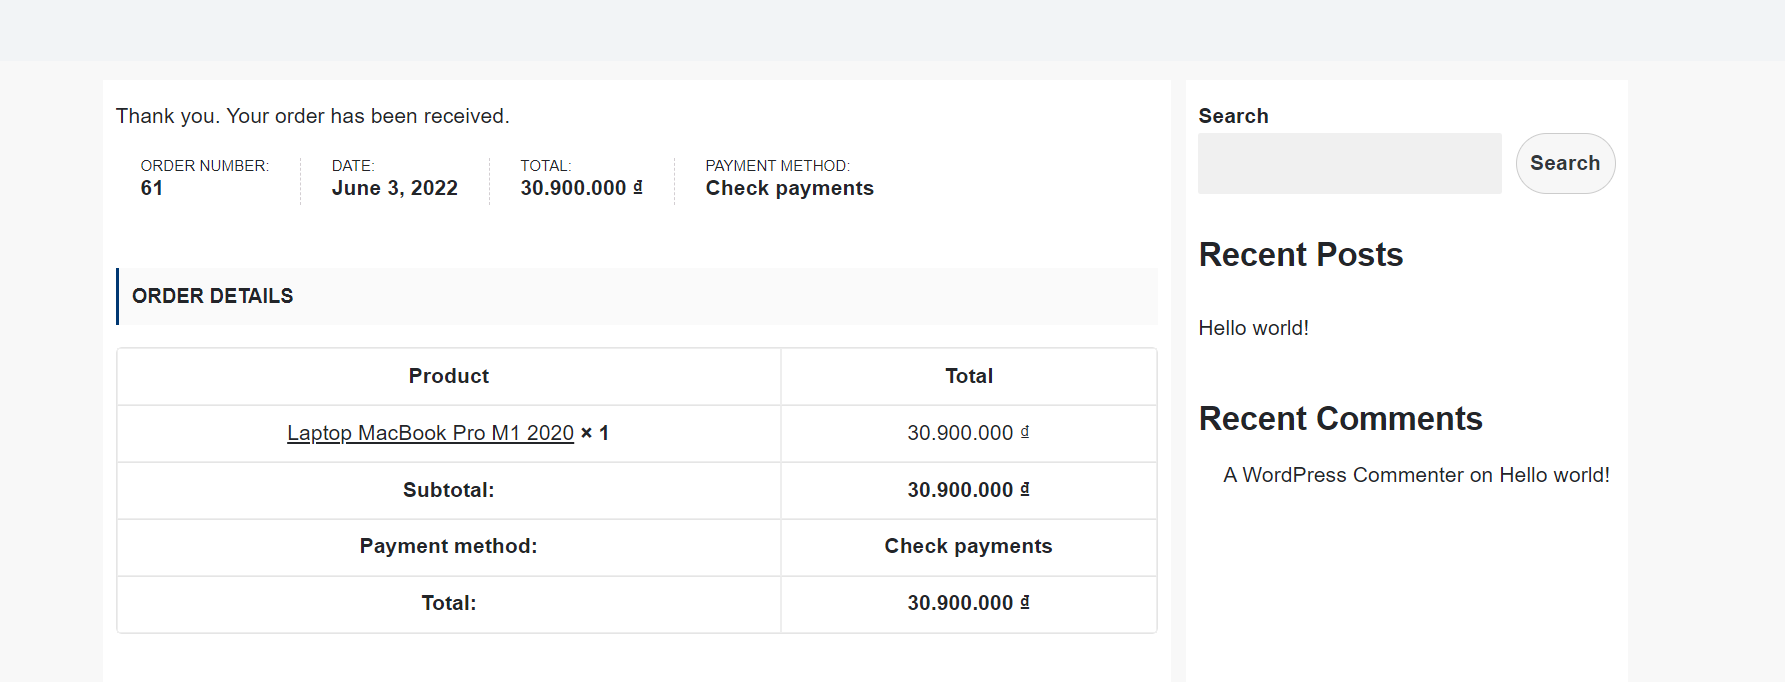 Thank you. Your order has been received.
ORDER NUMBER:
61
DATE:
June 3, 2022
TOTAL:
30.900.000 ₫
PAYMENT METHOD:
Check payments
ORDER DETAILS
Product Total
Laptop MacBook Pro M1 2020 × 1 30.900.000 ₫
Subtotal: 30.900.000 ₫
Payment method: Check payments
Total: 30.900.000 ₫
Search
Search
Recent Posts
Hello world!
Recent Comments
A WordPress Commenter on Hello world!